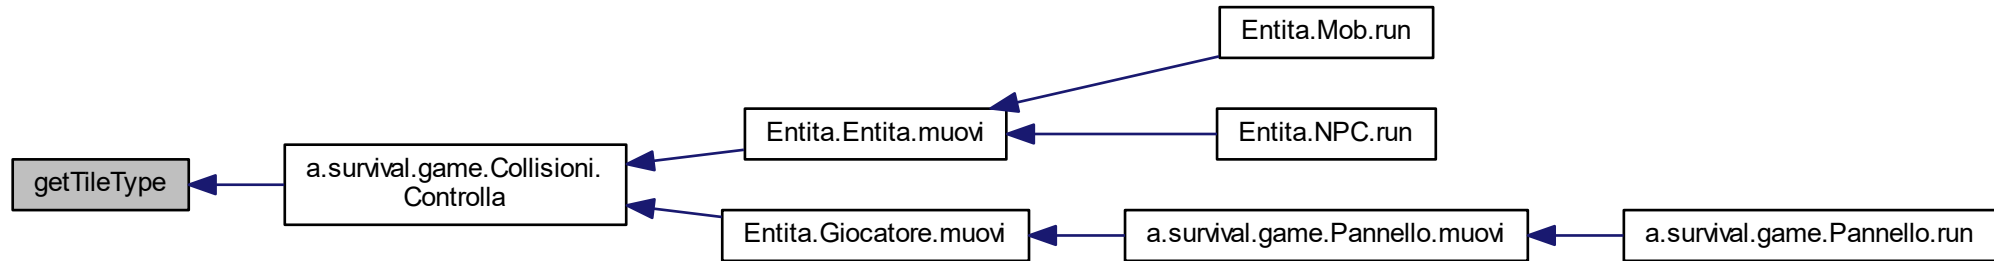 Entita.Mob.run
Entita.Entita.muovi
Entita.NPC.run
getTileType
a.survival.game.Collisioni.
Controlla
Entita.Giocatore.muovi
a.survival.game.Pannello.muovi
a.survival.game.Pannello.run